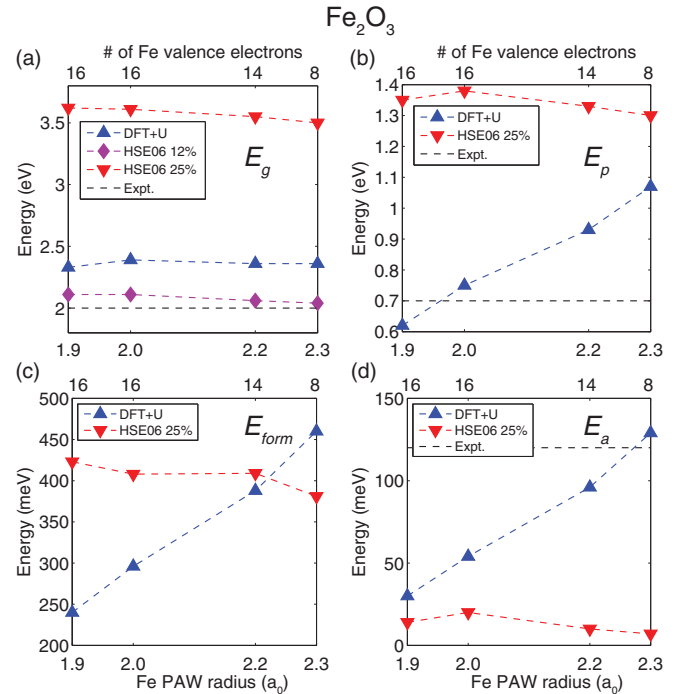 Fe₂O₃
(a)
# of Fe valence electrons
16 16 14 8
Energy (eV)
3.5
3
2.5
2
DFT+U
HSE06 12%
HSE06 25%
Expt.
E_g
1.9 2.0 2.2 2.3
(b)
# of Fe valence electrons
16 16 14 8
Energy (eV)
1.4
1.3
1.2
1.1
1
0.9
0.8
0.7
0.6
DFT+U
HSE06 25%
Expt.
E_p
1.9 2.0 2.2 2.3
(c)
16 16 14 8
Energy (meV)
500
450
400
350
300
250
200
DFT+U
HSE06 25%
E_form
1.9 2.0 2.2 2.3
Fe PAW radius (a₀)
(d)
16 16 14 8
Energy (meV)
150
100
50
0
DFT+U
HSE06 25%
Expt.
E_a
1.9 2.0 2.2 2.3
Fe PAW radius (a₀)